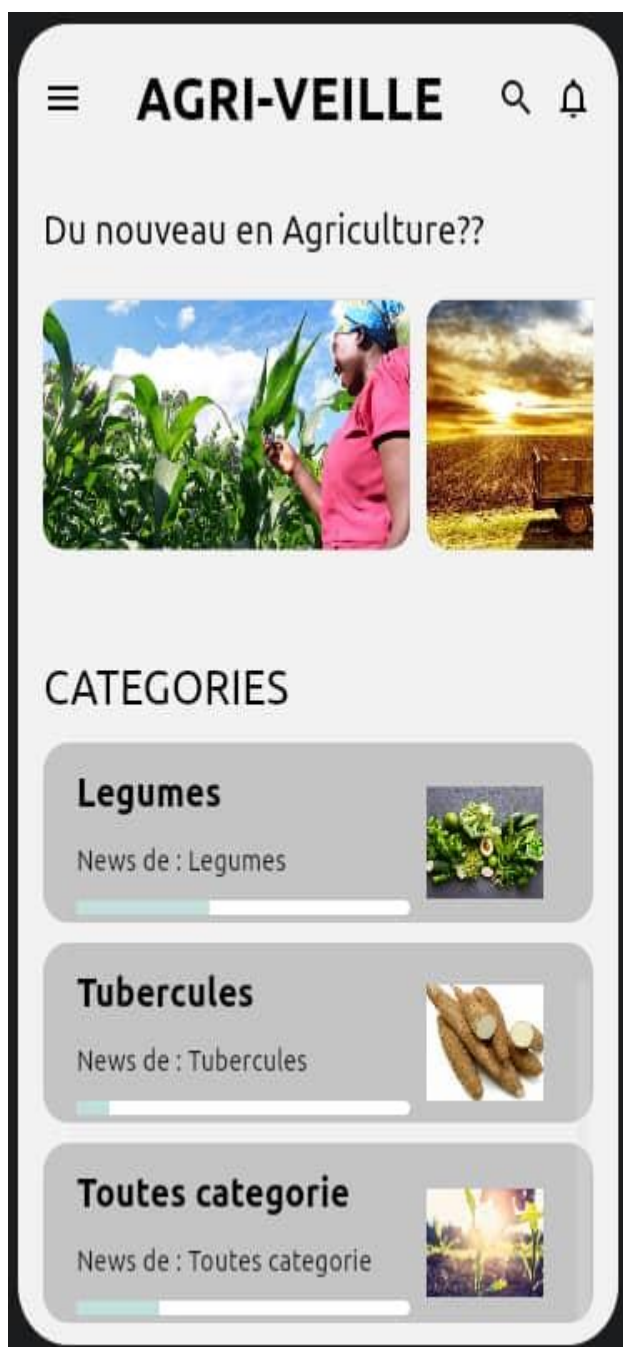 AGRI-VEILLE
Du nouveau en Agriculture??
CATEGORIES
Legumes
News de : Legumes
Tubercules
News de : Tubercules
Toutes categorie
News de : Toutes categorie